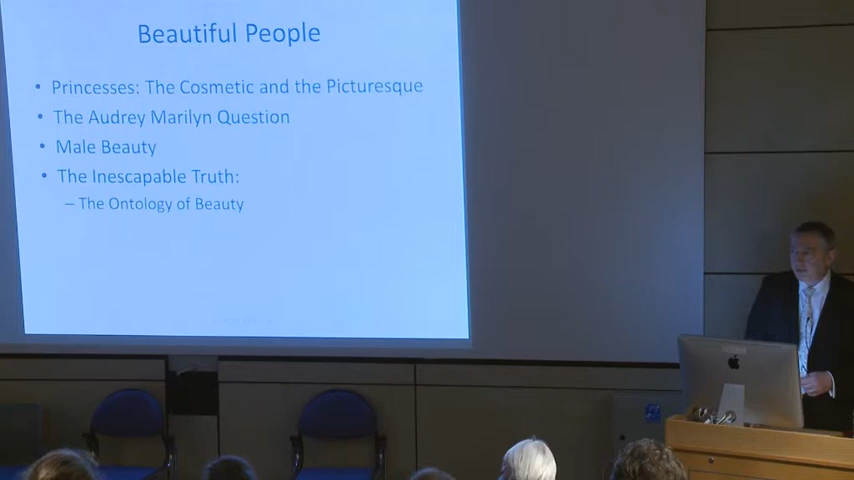 Beautiful People
• Princesses: The Cosmetic and the Picturesque
• The Audrey Marilyn Question
• Male Beauty
• The Inescapable Truth:
– The Ontology of Beauty